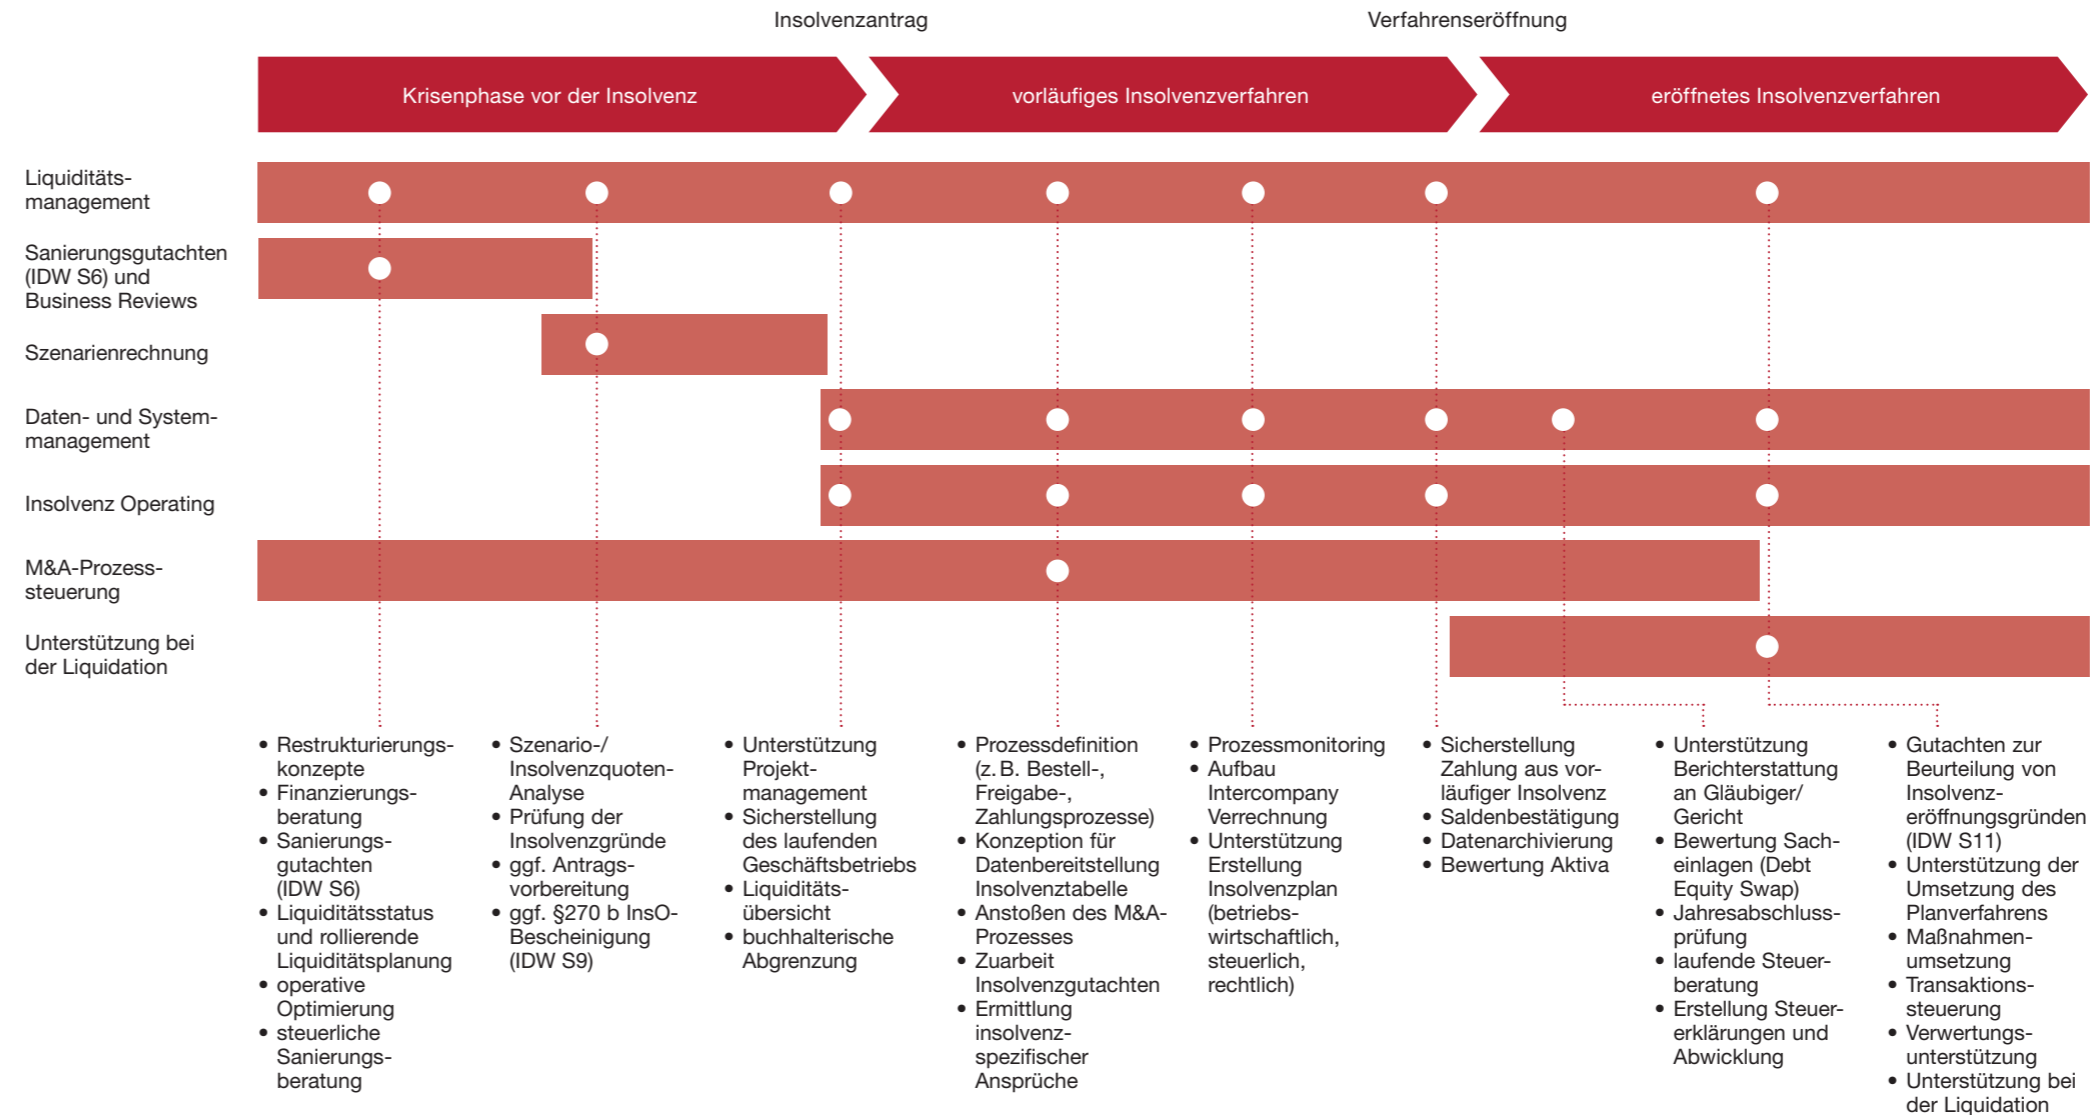 Insolvenzantrag
Verfahrenseröffnung
Krisenphase vor der Insolvenz
vorläufiges Insolvenzverfahren
eröffnetes Insolvenzverfahren
Liquiditäts-
management
Sanierungsgutachten
(IDW S6) und
Business Reviews
Szenarienrechnung
Daten- und System-
management
Insolvenz Operating
M&A-Prozess-
steuerung
Unterstützung bei
der Liquidation
• Restrukturierungs-
konzepte
• Finanzierungs-
beratung
• Sanierungs-
gutachten
(IDW S6)
• Liquiditätsstatus
und rollierende
Liquiditätsplanung
• operative
Optimierung
• steuerliche
Sanierungs-
beratung
• Szenario-/
Insolvenzquoten-
Analyse
• Prüfung der
Insolvenzgründe
• ggf. Antrags-
vorbereitung
• ggf. §270 b InsO-
Bescheinigung
(IDW S9)
• Unterstützung
Projekt-
management
• Sicherstellung
des laufenden
Geschäftsbetriebs
• Liquiditäts-
übersicht
• buchhalterische
Abgrenzung
• Prozessdefinition
(z. B. Bestell-,
Freigabe-,
Zahlungsprozesse)
• Konzeption für
Datenbereitstellung
Insolvenztabelle
• Anstoßen des M&A-
Prozesses
• Zuarbeit
Insolvenzgutachten
• Ermittlung
insolvenz-
spezifischer
Ansprüche
• Prozessmonitoring
• Aufbau
Intercompany
Verrechnung
• Unterstützung
Erstellung
Insolvenzplan
(betriebs-
wirtschaftlich,
steuerlich,
rechtlich)
• Sicherstellung
Zahlung aus vor-
läufiger Insolvenz
• Saldenbestätigung
• Datenarchivierung
• Bewertung Aktiva
• Unterstützung
Berichterstattung
an Gläubiger/
Gericht
• Bewertung Sach-
einlagen (Debt
Equity Swap)
• Jahresabschluss-
prüfung
• laufende Steuer-
beratung
• Erstellung Steuer-
erklärungen und
Abwicklung
• Gutachten zur
Beurteilung von
Insolvenz-
eröffnungsgründen
(IDW S11)
• Unterstützung der
Umsetzung des
Planverfahrens
• Maßnahmen-
umsetzung
• Transaktions-
steuerung
• Verwertungs-
unterstützung
• Unterstützung bei
der Liquidation